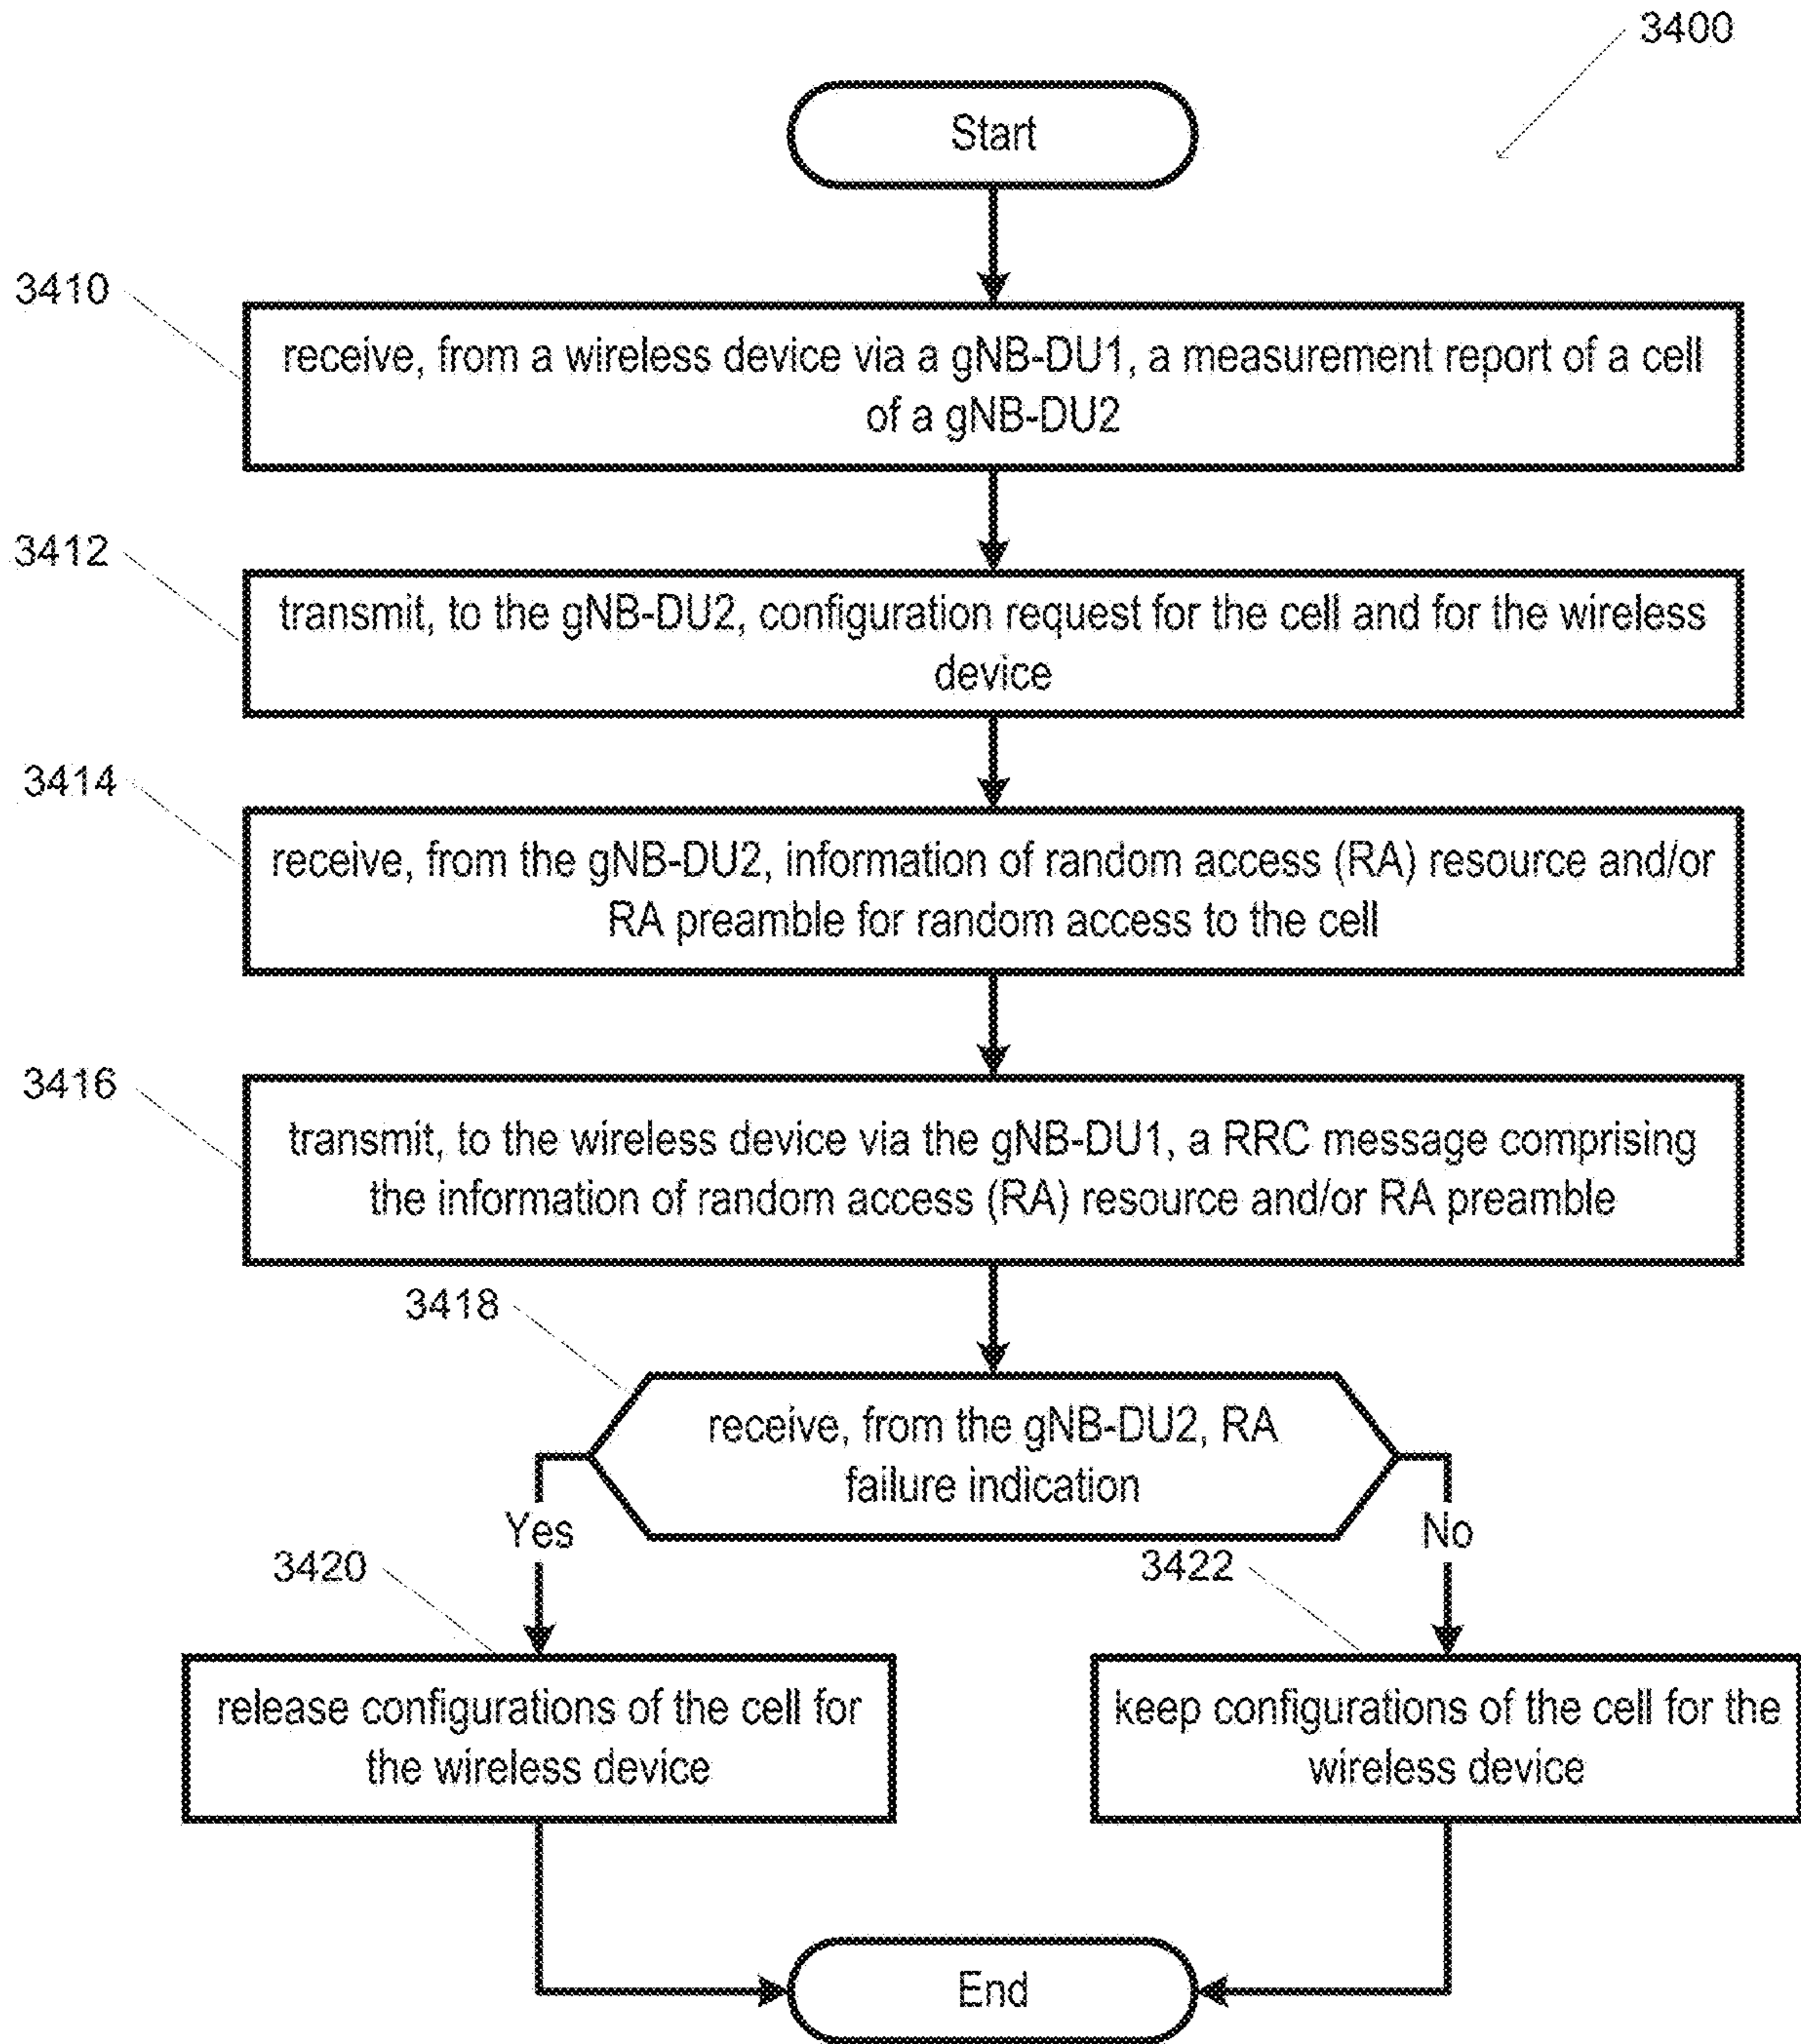 3400
Start
3410
receive, from a wireless device via a gNB-DU1, a measurement report of a cell
of a gNB-DU2
3412
transmit, to the gNB-DU2, configuration request for the cell and for the wireless
device
3414
receive, from the gNB-DU2, information of random access (RA) resource and/or
RA preamble for random access to the cell
3416
transmit, to the wireless device via the gNB-DU1, a RRC message comprising
the information of random access (RA) resource and/or RA preamble
3418
receive, from the gNB-DU2, RA
failure indication
Yes
No
3420
3422
release configurations of the cell for
the wireless device
keep configurations of the cell for the
wireless device
End